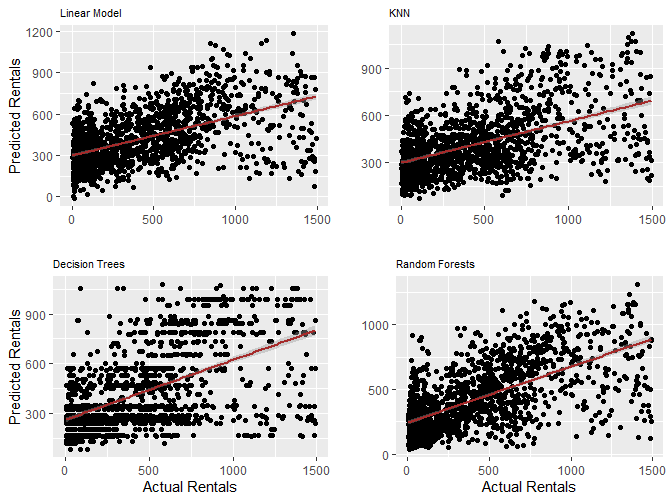 Linear Model
KNN
Predicted Rentals
1200
900
600
300
0
900
600
300
0 500 1000 1500
0 500 1000 1500
Decision Trees
Random Forests
Predicted Rentals
900
600
300
1000
500
0
0 500 1000 1500
0 500 1000 1500
Actual Rentals
Actual Rentals